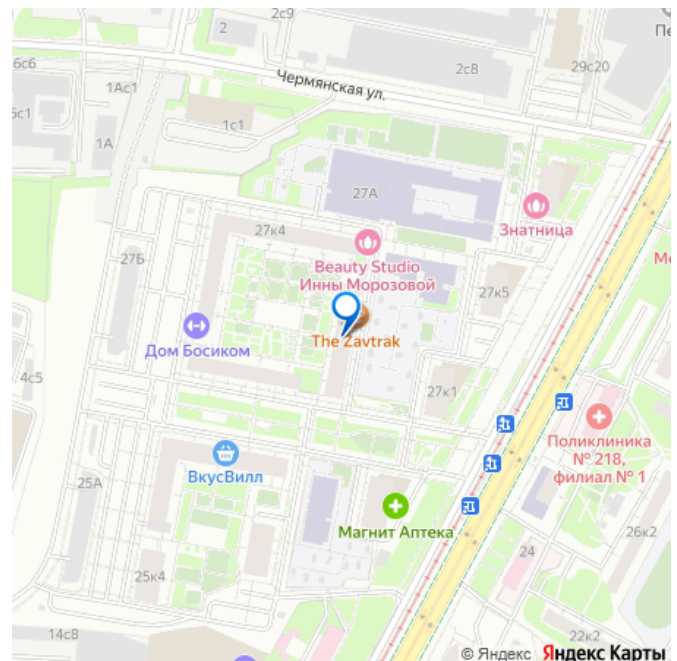 2с9
2
Пе
6с6
Чермянская ул.
2с8
29с20
1Ас1
6с1
1с1
1А
27А
Знатница
27к4
27Б
Beauty Studio
Инны Морозовой
Ме
27к5
The Zavtrak
Дом Босиком
4с5
27к1
Поликлиника
№ 218,
филиал № 1
ВкусВилл
25А
Магнит Аптека
26к2
24
25к4
14с8
22к2
© Яндекс Яндекс Карты